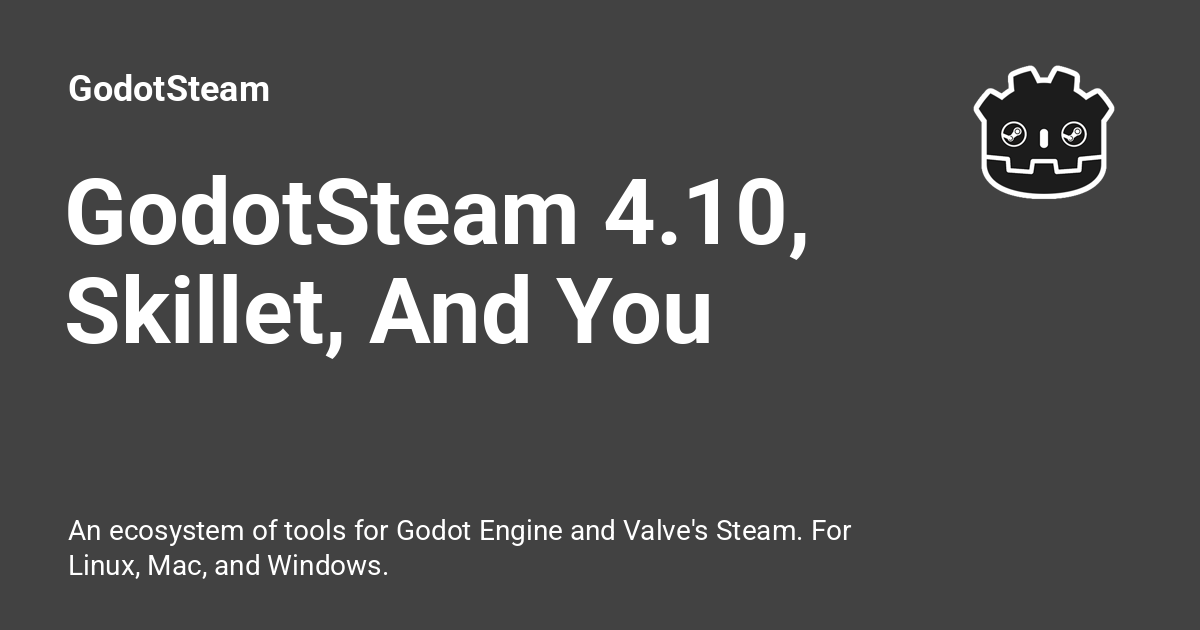 GodotSteam
GodotSteam 4.10,
Skillet, And You
An ecosystem of tools for Godot Engine and Valve's Steam. For
Linux, Mac, and Windows.